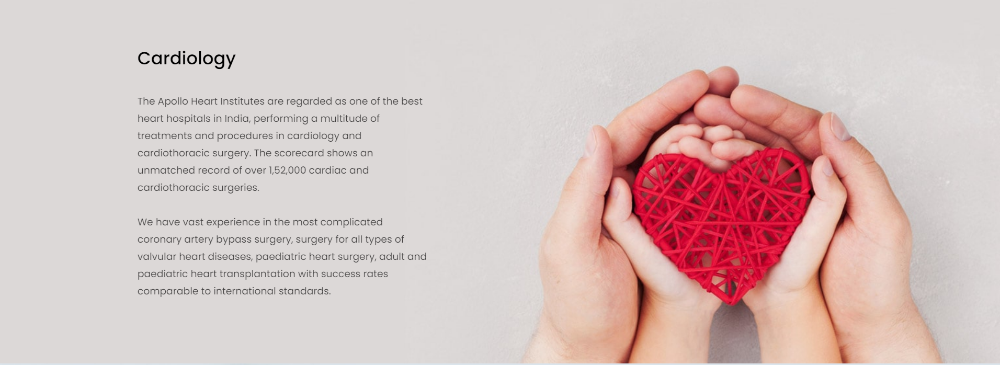 Cardiology
The Apollo Heart Institutes are regarded as one of the best
heart hospitals in India, performing a multitude of
treatments and procedures in cardiology and
cardiothoracic surgery. The scorecard shows an
unmatched record of over 1,52,000 cardiac and
cardiothoracic surgeries.
We have vast experience in the most complicated
coronary artery bypass surgery, surgery for all types of
valvular heart diseases, paediatric heart surgery, adult and
paediatric heart transplantation with success rates
comparable to international standards.